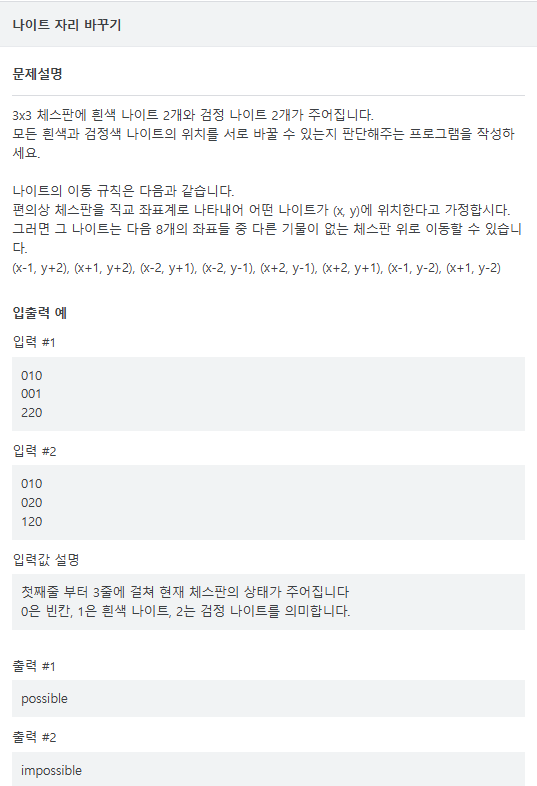 나이트 자리 바꾸기
문제설명
3x3 체스판에 흰색 나이트 2개와 검정 나이트 2개가 주어집니다.
모든 흰색과 검정색 나이트의 위치를 서로 바꿀 수 있는지 판단해주는 프로그램을 작성하
세요.
나이트의 이동 규칙은 다음과 같습니다.
편의상 체스판을 직교 좌표계로 나타내어 어떤 나이트가 (x, y)에 위치한다고 가정합시다.
그러면 그 나이트는 다음 8개의 좌표들 중 다른 기물이 없는 체스판 위로 이동할 수 있습니
다.
(x-1, y+2), (x+1, y+2), (x-2, y+1), (x-2, y-1), (x+2, y-1), (x+2, y+1), (x-1, y-2), (x+1, y-2)
입출력 예
입력 #1
010
001
220
입력 #2
010
020
120
입력값 설명
첫째줄 부터 3줄에 걸쳐 현재 체스판의 상태가 주어집니다
0은 빈칸, 1은 흰색 나이트, 2는 검정 나이트를 의미합니다.
출력 #1
possible
출력 #2
impossible